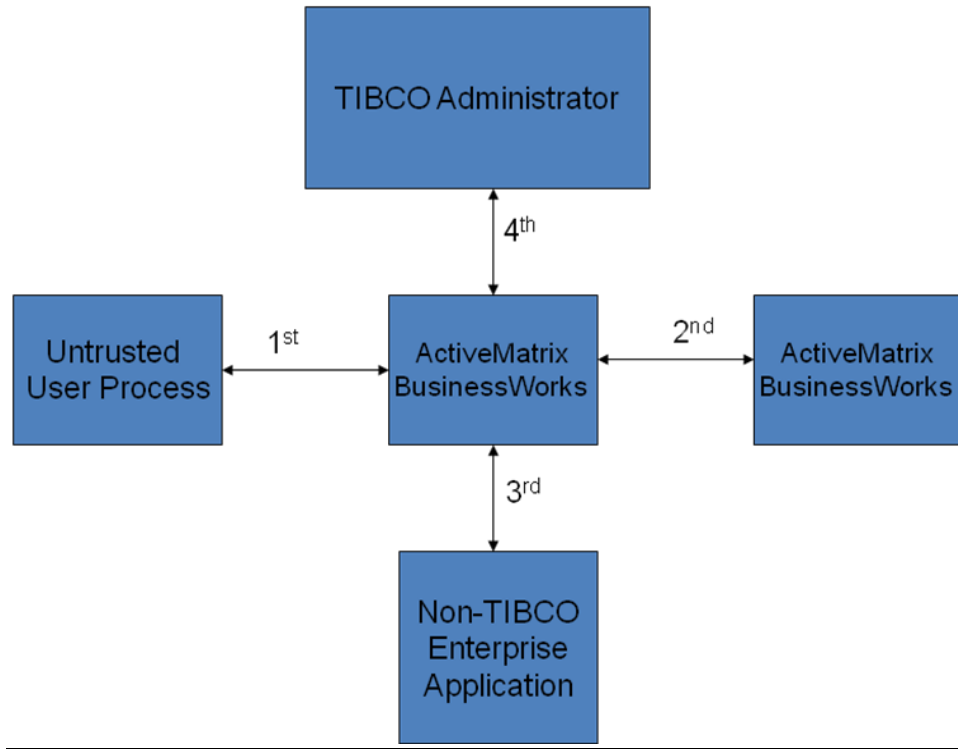 TIBCO Administrator
4th
Untrusted
User Process
1st
ActiveMatrix
BusinessWorks
2nd
ActiveMatrix
BusinessWorks
3rd
Non-TIBCO
Enterprise
Application